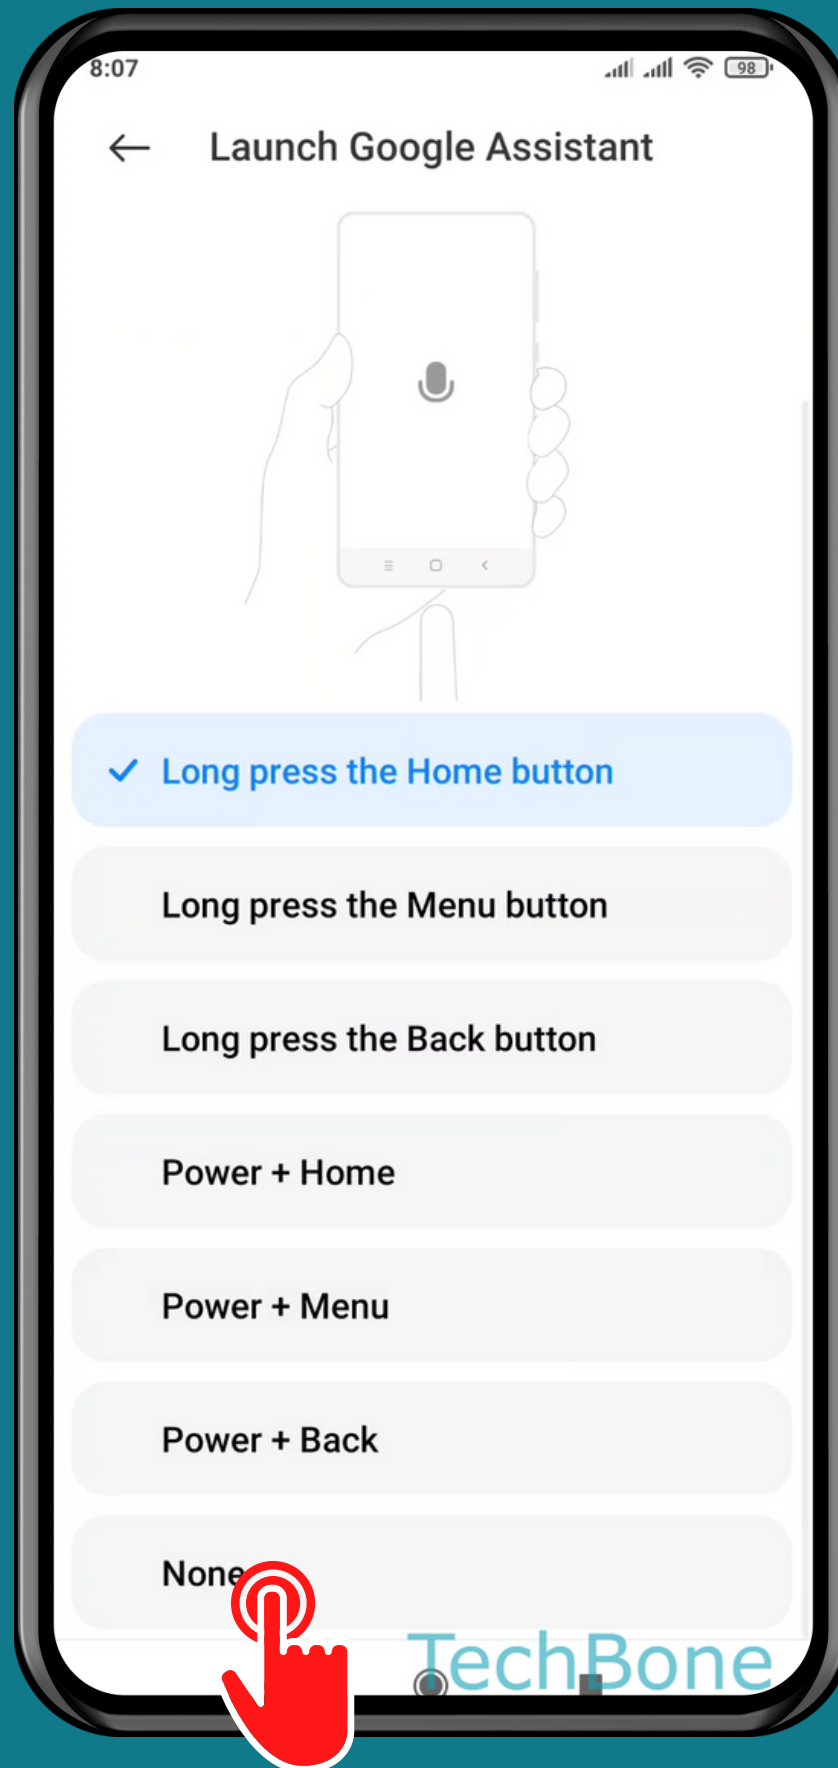 8:07
98
Launch Google Assistant
Long press the Home button
Long press the Menu button
Long press the Back button
Power + Home
Power + Menu
Power + Back
None
TechBone